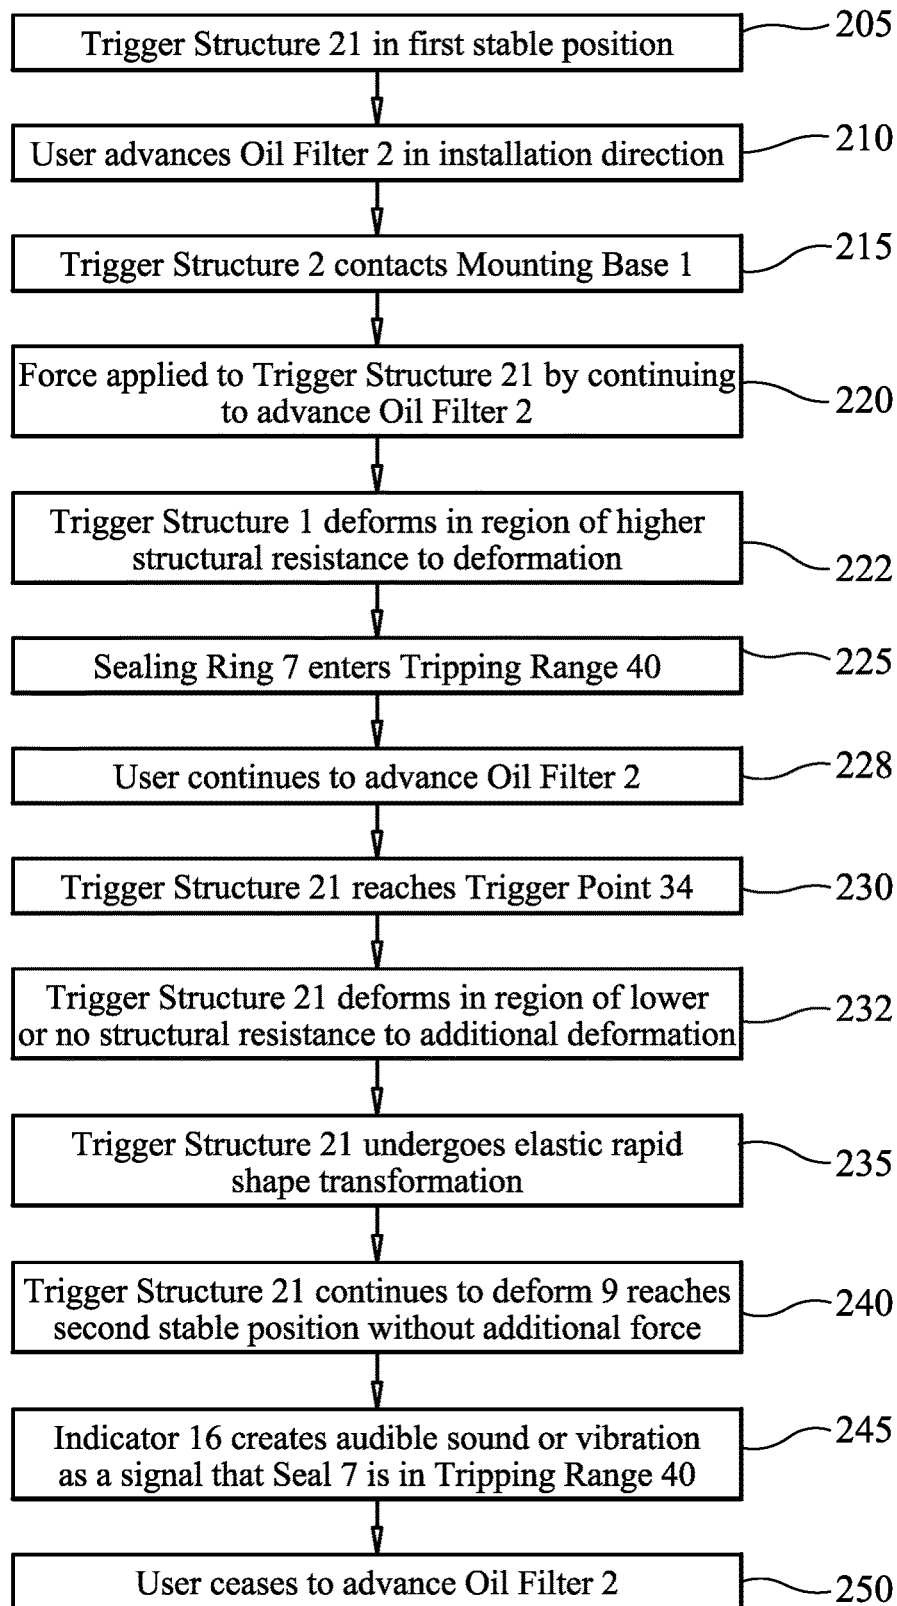 Trigger Structure 21 in first stable position
205
User advances Oil Filter 2 in installation direction
210
Trigger Structure 2 contacts Mounting Base 1
215
Force applied to Trigger Structure 21 by continuing
to advance Oil Filter 2
220
Trigger Structure 1 deforms in region of higher
structural resistance to deformation
222
Sealing Ring 7 enters Tripping Range 40
225
User continues to advance Oil Filter 2
228
Trigger Structure 21 reaches Trigger Point 34
230
Trigger Structure 21 deforms in region of lower
or no structural resistance to additional deformation
232
Trigger Structure 21 undergoes elastic rapid
shape transformation
235
Trigger Structure 21 continues to deform 9 reaches
second stable position without additional force
240
Indicator 16 creates audible sound or vibration
as a signal that Seal 7 is in Tripping Range 40
245
User ceases to advance Oil Filter 2
250